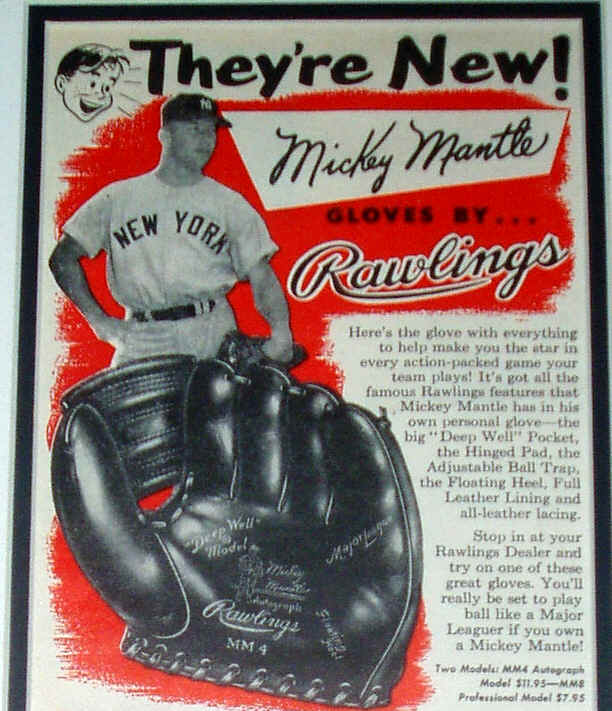 They're New!
NY
Mickey Mantle
GLOVES BY...
Rawlings
NEW YORK
Here's the glove with everything
to help make you the star in
every action-packed game your
team plays! It's got all the
famous Rawlings features that
Mickey Mantle has in his
own personal glove—the
big "Deep Well" Pocket,
the Hinged Pad, the
Adjustable Ball Trap,
the Floating Heel, Full
Leather Lining and
all-leather lacing.
Stop in at your
Rawlings Dealer and
try on one of these
great gloves. You'll
really be set to play
ball like a Major
Leaguer if you own
a Mickey Mantle!
Two Models: MM4 Autograph
Model $11.95—MM8
Professional Model $7.95
"Deep Well"
Model
Major League
Mickey
Mantle
Autograph
Rawlings
MM4